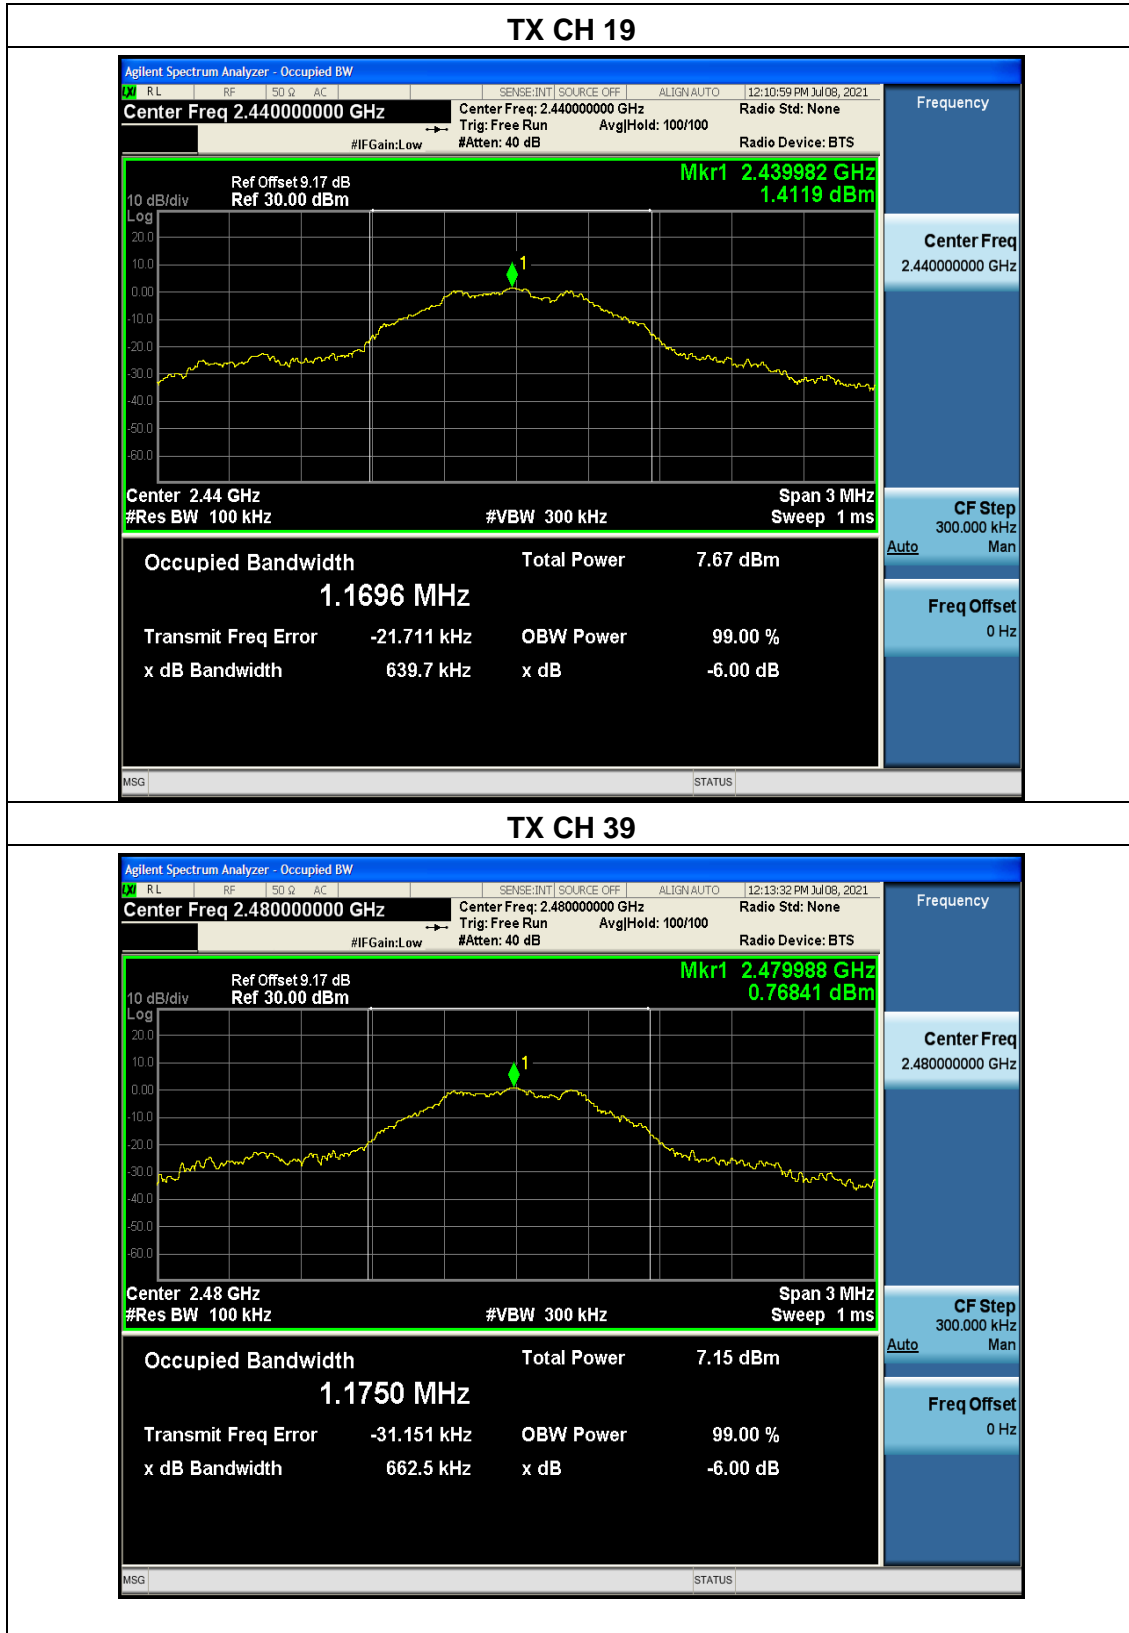 TX CH 19
Agilent Spectrum Analyzer - Occupied BW
LXI RL RF 50 Ω AC SENSE:INT SOURCE OFF ALIGN AUTO 12:10:59 PM Jul 08, 2021
Center Freq 2.440000000 GHz
Center Freq: 2.440000000 GHz Radio Std: None
Trig: Free Run Avg|Hold: 100/100
#IFGain:Low #Atten: 40 dB Radio Device: BTS
Frequency
Mkr1 2.439982 GHz
1.4119 dBm
Ref Offset 9.17 dB
10 dB/div Ref 30.00 dBm
Log
20.0
10.0
0.00
-10.0
-20.0
-30.0
-40.0
-50.0
-60.0
1
Center 2.44 GHz Span 3 MHz
#Res BW 100 kHz #VBW 300 kHz Sweep 1 ms
Center Freq
2.440000000 GHz
CF Step
300.000 kHz
Auto Man
Freq Offset
0 Hz
Occupied Bandwidth Total Power 7.67 dBm
1.1696 MHz
Transmit Freq Error -21.711 kHz OBW Power 99.00 %
x dB Bandwidth 639.7 kHz x dB -6.00 dB
MSG STATUS
TX CH 39
Agilent Spectrum Analyzer - Occupied BW
LXI RL RF 50 Ω AC SENSE:INT SOURCE OFF ALIGN AUTO 12:13:32 PM Jul 08, 2021
Center Freq 2.480000000 GHz
Center Freq: 2.480000000 GHz Radio Std: None
Trig: Free Run Avg|Hold: 100/100
#IFGain:Low #Atten: 40 dB Radio Device: BTS
Frequency
Mkr1 2.479988 GHz
0.76841 dBm
Ref Offset 9.17 dB
10 dB/div Ref 30.00 dBm
Log
20.0
10.0
0.00
-10.0
-20.0
-30.0
-40.0
-50.0
-60.0
1
Center 2.48 GHz Span 3 MHz
#Res BW 100 kHz #VBW 300 kHz Sweep 1 ms
Center Freq
2.480000000 GHz
CF Step
300.000 kHz
Auto Man
Freq Offset
0 Hz
Occupied Bandwidth Total Power 7.15 dBm
1.1750 MHz
Transmit Freq Error -31.151 kHz OBW Power 99.00 %
x dB Bandwidth 662.5 kHz x dB -6.00 dB
MSG STATUS